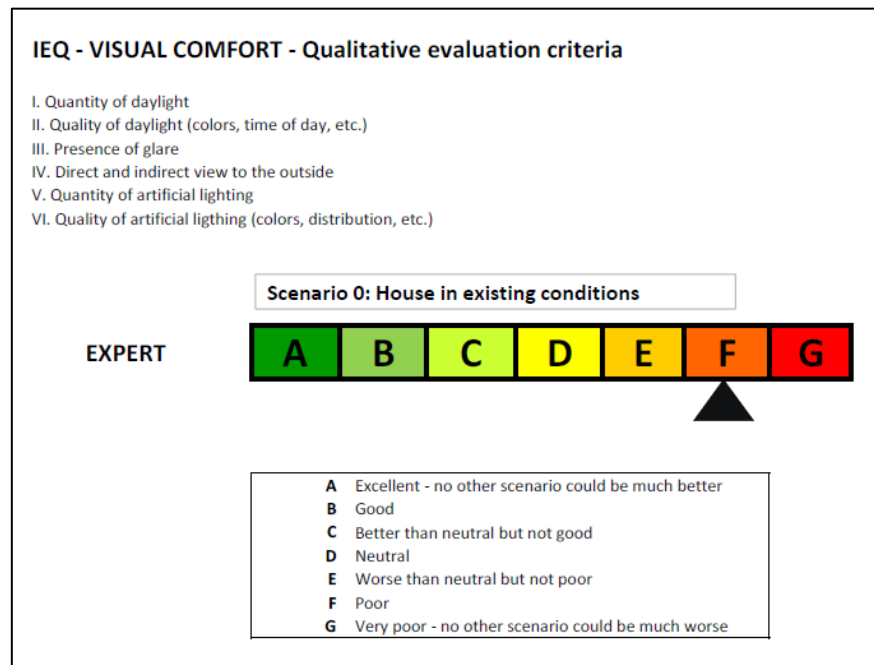 IEQ - VISUAL COMFORT - Qualitative evaluation criteria
I. Quantity of daylight
II. Quality of daylight (colors, time of day, etc.)
III. Presence of glare
IV. Direct and indirect view to the outside
V. Quantity of artificial lighting
VI. Quality of artificial ligthing (colors, distribution, etc.)
Scenario 0: House in existing conditions
EXPERT A B C D E F G
A Excellent - no other scenario could be much better
B Good
C Better than neutral but not good
D Neutral
E Worse than neutral but not poor
F Poor
G Very poor - no other scenario could be much worse